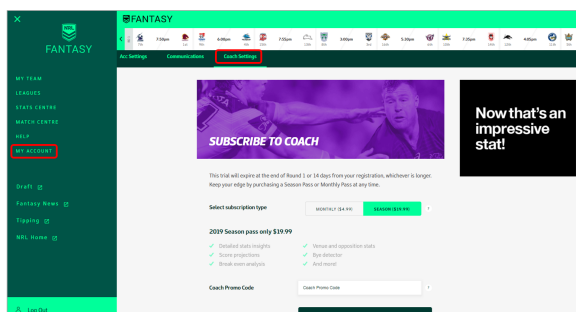 NRL
FANTASY
MY TEAM
LEAGUES
STATS CENTRE
MATCH CENTRE
HELP
MY ACCOUNT
Draft
Fantasy News
Tipping
NRL Home
Log Out
FANTASY
7:50pm 6:00pm 7:55pm 3:00pm 5:30pm 7:35pm 4:05pm
Acc Settings Communications Coach Settings
SUBSCRIBE TO COACH
This trial will expire at the end of Round 1 or 14 days from your registration, whichever is longer.
Keep your edge by purchasing a Season Pass or Monthly Pass at any time.
Select subscription type MONTHLY ($4.99) SEASON ($19.99)
2019 Season pass only $19.99
Detailed stats insights Venue and opposition stats
Score projections Bye detector
Break even analysis And more!
Coach Promo Code Coach Promo Code
Now that's an
impressive
stat!